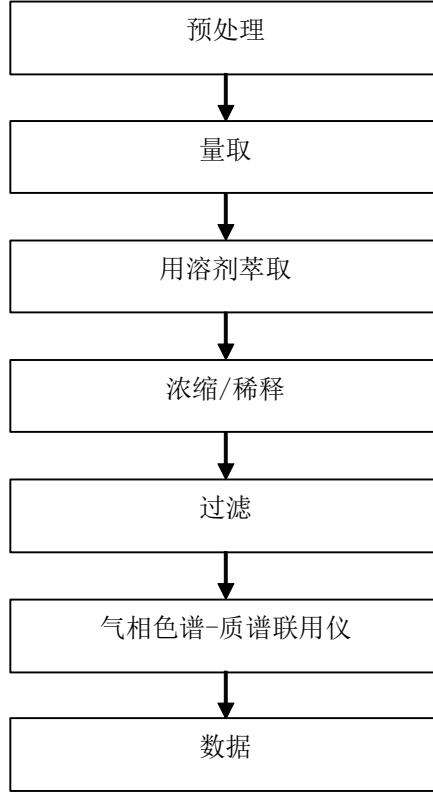 预处理
量取
用溶剂萃取
浓缩/稀释
过滤
气相色谱-质谱联用仪
数据